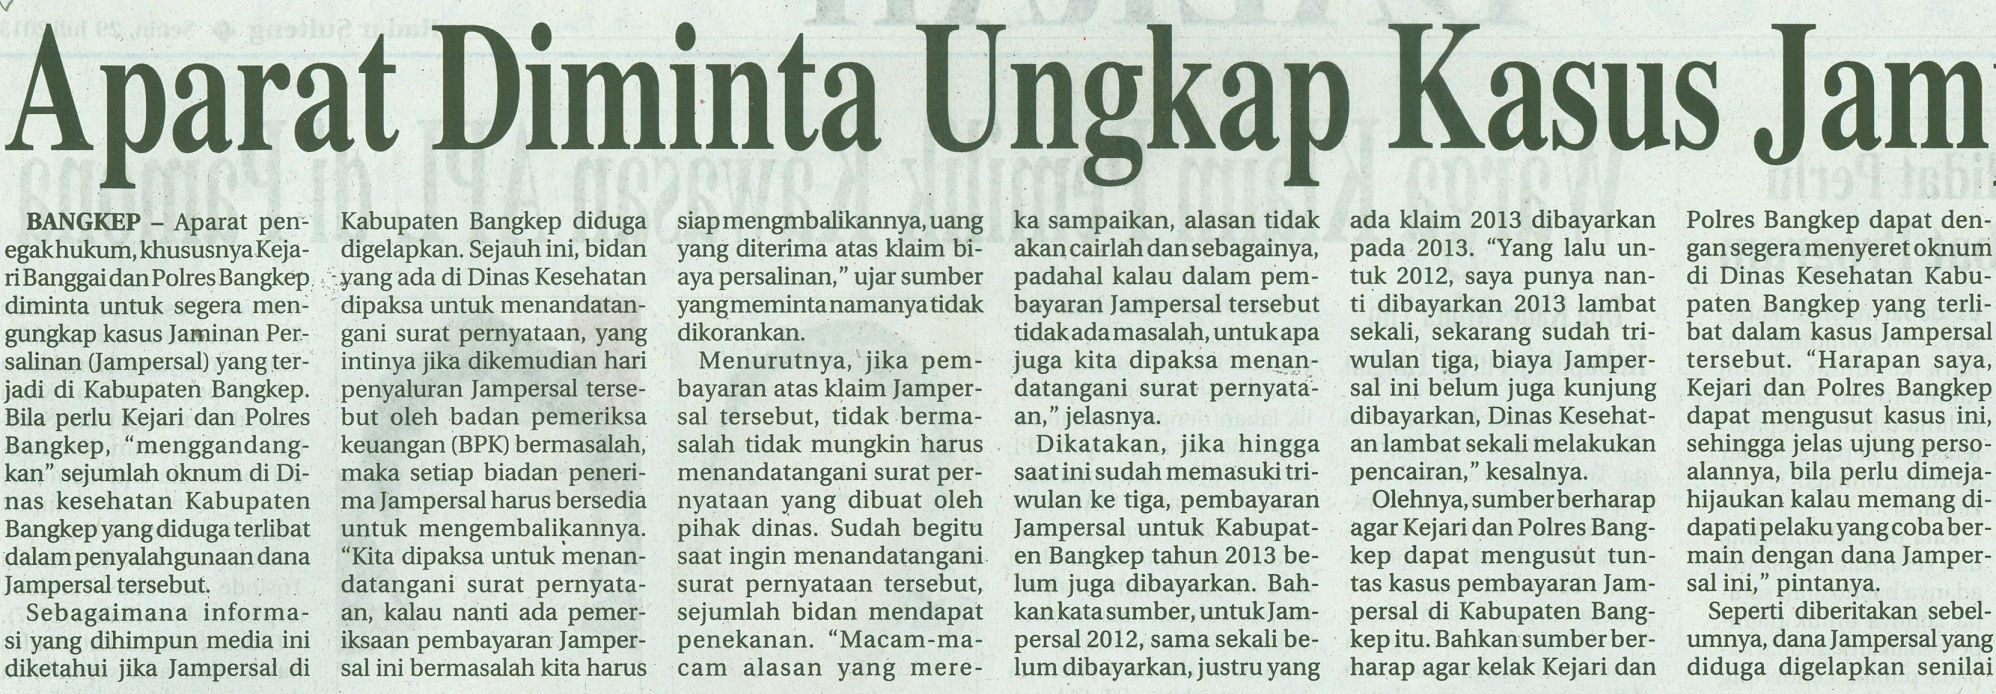 Radar Sulteng ◆ Senin, 29 Juli 2013
Aparat Diminta Ungkap Kasus Jam
BANGKEP – Aparat pen-
egak hukum, khususnya Keja-
ri Banggai dan Polres Bangkep
diminta untuk segera men-
gungkap kasus Jaminan Per-
salinan (Jampersal) yang ter-
jadi di Kabupaten Bangkep.
Bila perlu Kejari dan Polres
Bangkep, “menggandang-
kan” sejumlah oknum di Di-
nas kesehatan Kabupaten
Bangkep yang diduga terlibat
dalam penyalahgunaan dana
Jampersal tersebut.
Sebagaimana informa-
si yang dihimpun media ini
diketahui jika Jampersal di
Kabupaten Bangkep diduga
digelapkan. Sejauh ini, bidan
yang ada di Dinas Kesehatan
dipaksa untuk menandatan-
gani surat pernyataan, yang
intinya jika dikemudian hari
penyaluran Jampersal terse-
but oleh badan pemeriksa
keuangan (BPK) bermasalah,
maka setiap biadan peneri-
ma Jampersal harus bersedia
untuk mengembalikannya.
“Kita dipaksa untuk menan-
datangani surat pernyata-
an, kalau nanti ada pemer-
iksaan pembayaran Jamper-
sal ini bermasalah kita harus
siap mengmbalikannya, uang
yang diterima atas klaim bi-
aya persalinan,” ujar sumber
yang meminta namanya tidak
dikorankan.
Menurutnya, jika pem-
bayaran atas klaim Jamper-
sal tersebut, tidak berma-
salah tidak mungkin harus
menandatangani surat per-
nyataan yang dibuat oleh
pihak dinas. Sudah begitu
saat ingin menandatangani
surat pernyataan tersebut,
sejumlah bidan mendapat
penekanan. “Macam-ma-
cam alasan yang mere-
ka sampaikan, alasan tidak
akan cairlah dan sebagainya,
padahal kalau dalam pem-
bayaran Jampersal tersebut
tidak ada masalah, untuk apa
juga kita dipaksa menan-
datangani surat pernyata-
an,” jelasnya.
Dikatakan, jika hingga
saat ini sudah memasuki tri-
wulan ke tiga, pembayaran
Jampersal untuk Kabupat-
en Bangkep tahun 2013 be-
lum juga dibayarkan. Bah-
kan kata sumber, untuk Jam-
persal 2012, sama sekali be-
lum dibayarkan, justru yang
ada klaim 2013 dibayarkan
pada 2013. “Yang lalu un-
tuk 2012, saya punya nan-
ti dibayarkan 2013 lambat
sekali, sekarang sudah tri-
wulan tiga, biaya Jamper-
sal ini belum juga kunjung
dibayarkan, Dinas Kesehat-
an lambat sekali melakukan
pencairan,” kesalnya.
Olehnya, sumber berharap
agar Kejari dan Polres Bang-
kep dapat mengusut tun-
tas kasus pembayaran Jam-
persal di Kabupaten Bang-
kep itu. Bahkan sumber ber-
harap agar kelak Kejari dan
Polres Bangkep dapat den-
gan segera menyeret oknum
di Dinas Kesehatan Kabu-
paten Bangkep yang terli-
bat dalam kasus Jampersal
tersebut. “Harapan saya,
Kejari dan Polres Bangkep
dapat mengusut kasus ini,
sehingga jelas ujung perso-
alannya, bila perlu dimeja-
hijaukan kalau memang di-
dapati pelaku yang coba ber-
main dengan dana Jamper-
sal ini,” pintanya.
Seperti diberitakan sebel-
umnya, dana Jampersal yang
diduga digelapkan senilai